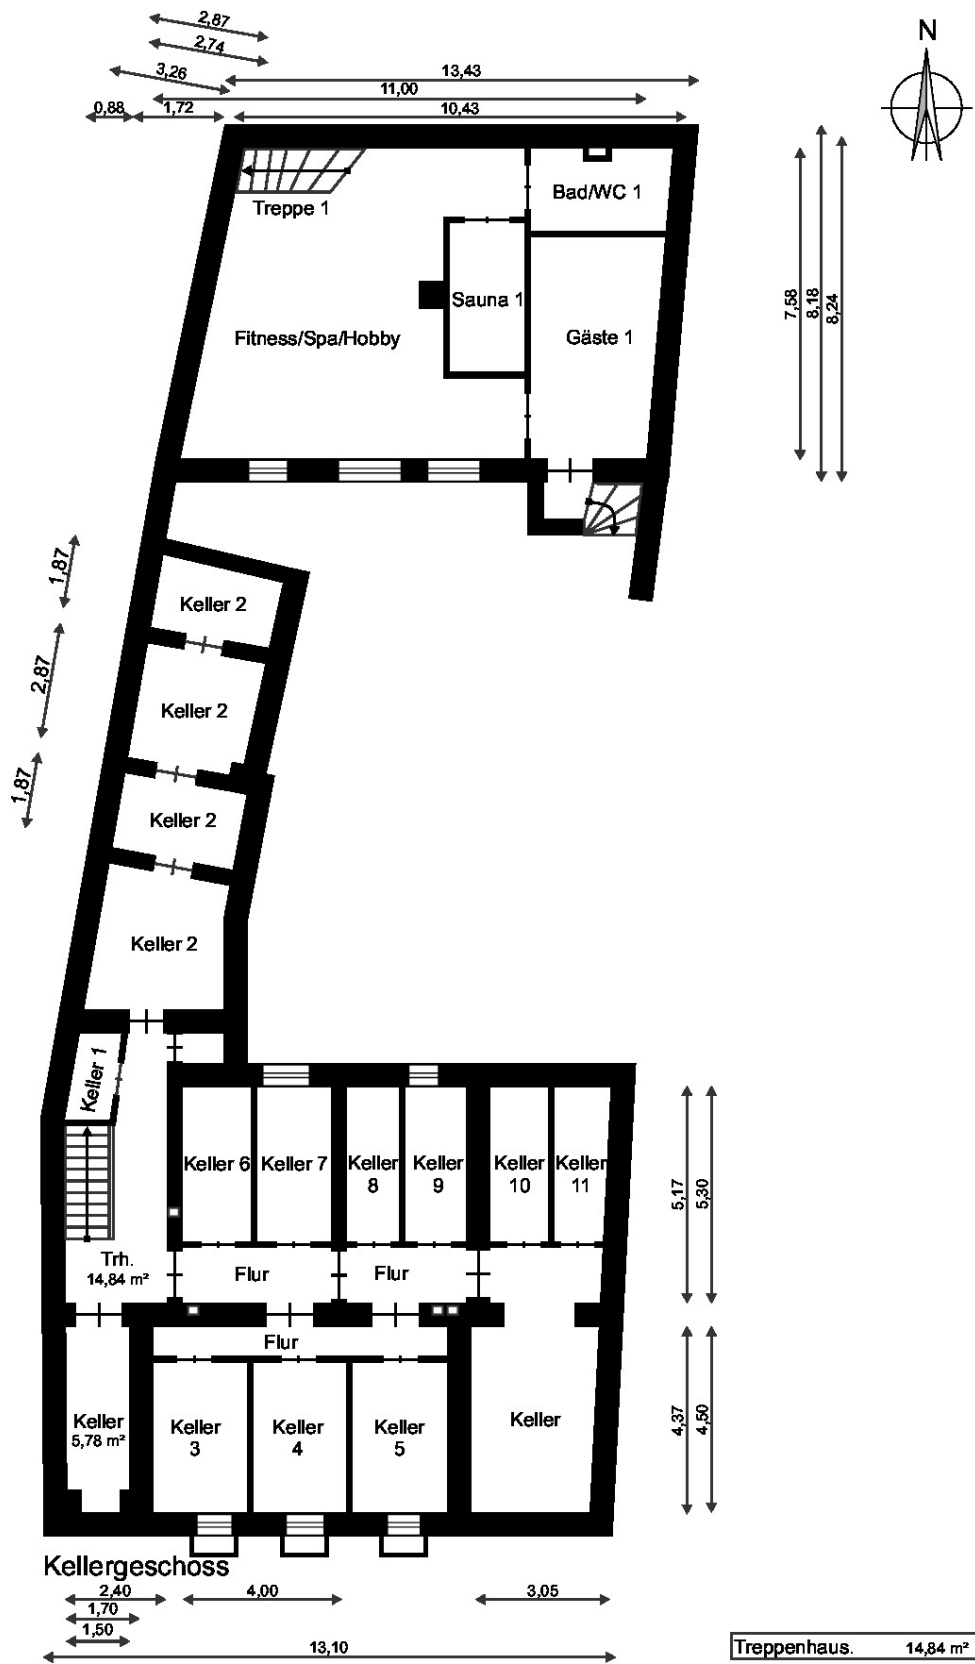 2,87
2,74
3,26
13,43
11,00
0,88
1,72
10,43
N
Bad/WC 1
Treppe 1
Sauna 1
Fitness/Spa/Hobby
Gäste 1
7,58
8,18
8,24
1,87
Keller 2
2,87
Keller 2
1,87
Keller 2
Keller 2
Keller 1
Keller 6
Keller 7
Keller
8
Keller
9
Keller
10
Keller
11
5,17
5,30
Trh.
14,84 m²
Flur
Flur
Flur
Keller
5,78 m²
Keller
3
Keller
4
Keller
5
Keller
4,37
4,50
Kellergeschoss
2,40
4,00
3,05
1,70
1,50
13,10
Treppenhaus. 14,84 m²